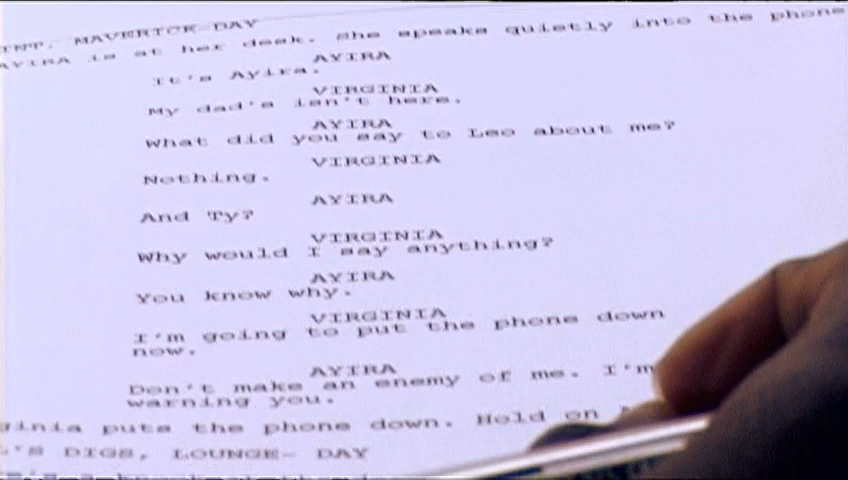 INT. MAVERICK-DAY
AYIRA is at her desk. She speaks quietly into the phone
AYIRA
It's Ayira.
VIRGINIA
My dad's isn't here.
AYIRA
What did you say to Leo about me?
VIRGINIA
Nothing.
AYIRA
And Ty?
VIRGINIA
Why would I say anything?
AYIRA
You know why.
VIRGINIA
I'm going to put the phone down
now.
AYIRA
Don't make an enemy of me. I'm
warning you.
ginia puts the phone down. Hold on
L'S DIGS, LOUNGE- DAY